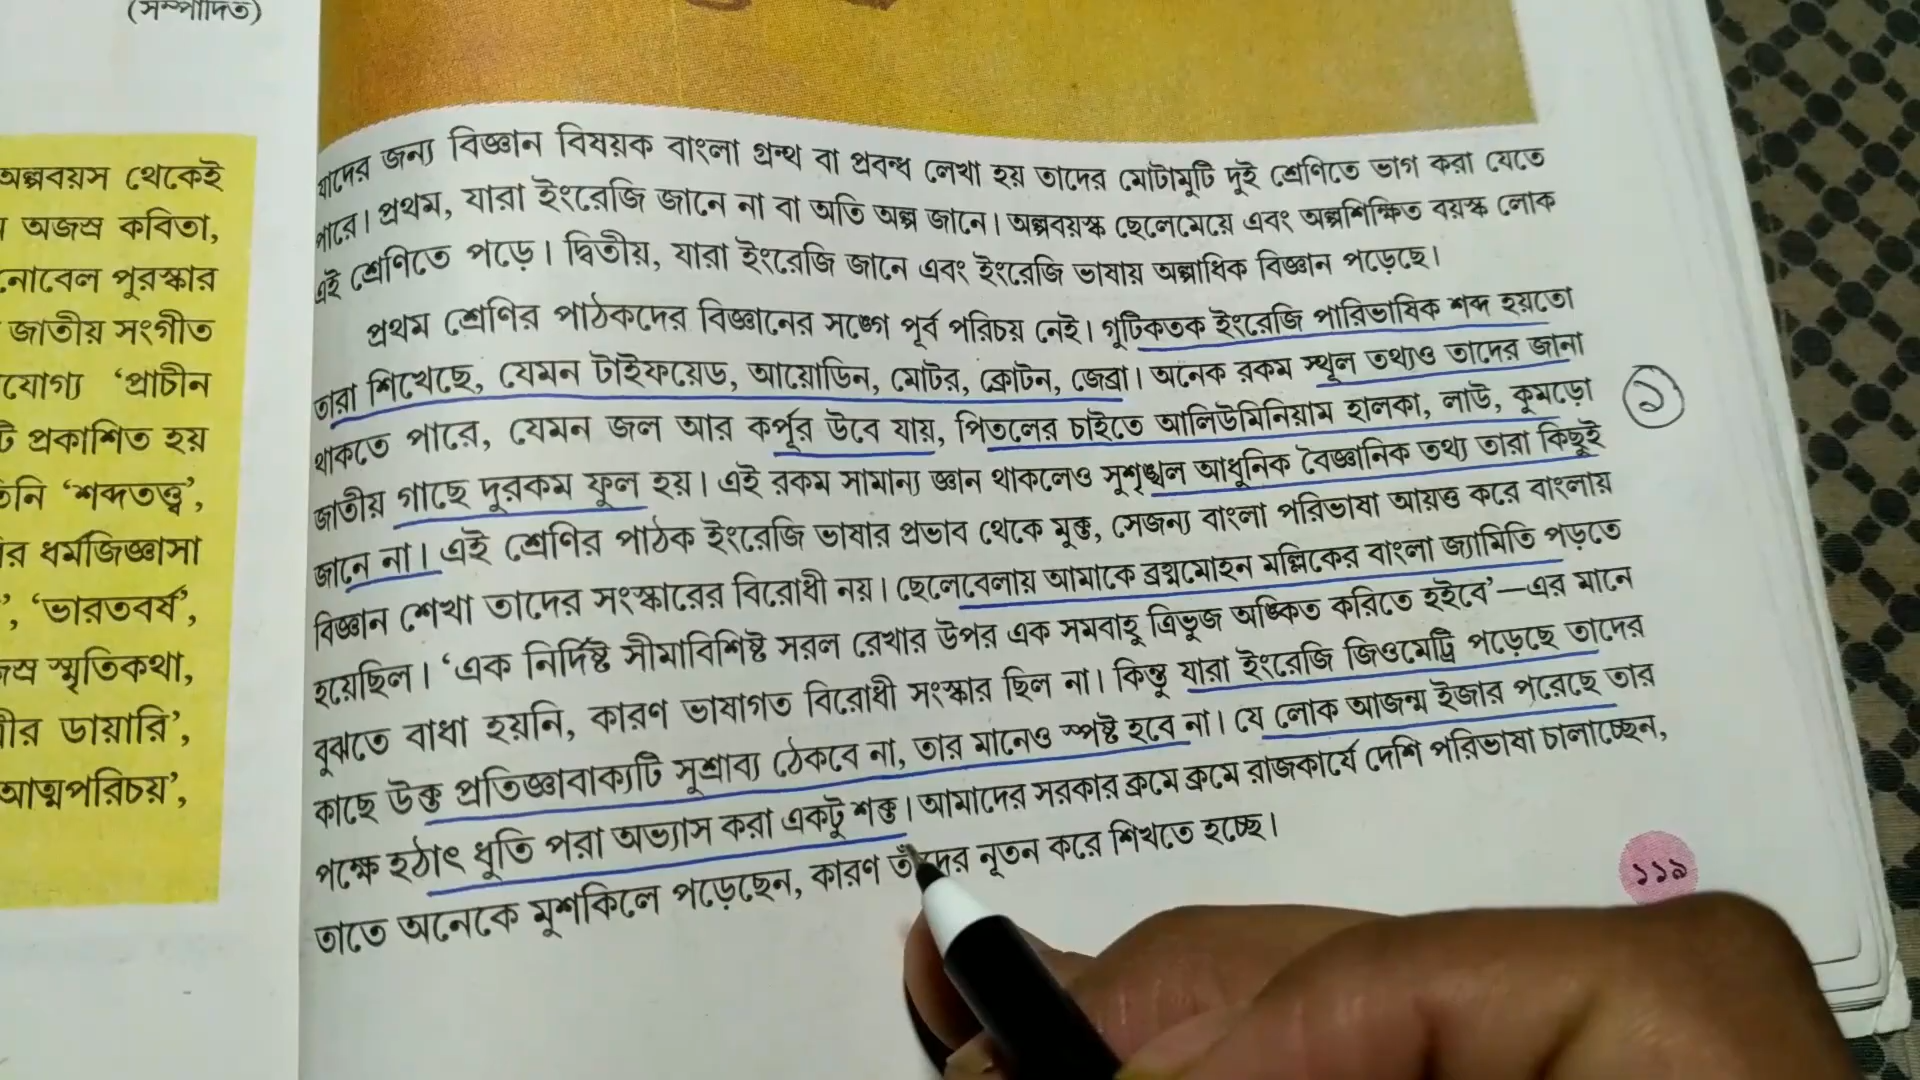 (সম্পাদিত)
অল্পবয়স থেকেই
অজস্র কবিতা,
নোবেল পুরস্কার
জাতীয় সংগীত
যোগ্য ‘প্রাচীন
প্রকাশিত হয়
তিনি ‘শব্দতত্ত্ব’,
ধর্মজিজ্ঞাসা
’, ‘ভারতবর্ষ’,
স্মৃতিকথা,
ডায়ারি’,
আত্মপরিচয়’,
যাদের জন্য বিজ্ঞান বিষয়ক বাংলা গ্রন্থ বা প্রবন্ধ লেখা হয় তাদের মোটামুটি দুই শ্রেণিতে ভাগ করা যেতে
পারে। প্রথম, যারা ইংরেজি জানে না বা অতি অল্প জানে। অল্পবয়স্ক ছেলেমেয়ে এবং অল্পশিক্ষিত বয়স্ক লোক
এই শ্রেণিতে পড়ে। দ্বিতীয়, যারা ইংরেজি জানে এবং ইংরেজি ভাষায় অল্পাধিক বিজ্ঞান পড়েছে।
প্রথম শ্রেণির পাঠকদের বিজ্ঞানের সঙ্গে পূর্ব পরিচয় নেই। গুটিকতক ইংরেজি পারিভাষিক শব্দ হয়তো
তারা শিখেছে, যেমন টাইফয়েড, আয়োডিন, মোটর, ক্রোটন, জেব্রা। অনেক রকম স্থূল তথ্যও তাদের জানা
থাকতে পারে, যেমন জল আর কর্পূর উবে যায়, পিতলের চাইতে আলিউমিনিয়াম হালকা, লাউ, কুমড়ো
জাতীয় গাছে দুরকম ফুল হয়। এই রকম সামান্য জ্ঞান থাকলেও সুশৃঙ্খল আধুনিক বৈজ্ঞানিক তথ্য তারা কিছুই
জানে না। এই শ্রেণির পাঠক ইংরেজি ভাষার প্রভাব থেকে মুক্ত, সেজন্য বাংলা পরিভাষা আয়ত্ত করে বাংলায়
বিজ্ঞান শেখা তাদের সংস্কারের বিরোধী নয়। ছেলেবেলায় আমাকে ব্রহ্মমোহন মল্লিকের বাংলা জ্যামিতি পড়তে
হয়েছিল। ‘এক নির্দিষ্ট সীমাবিশিষ্ট সরল রেখার উপর এক সমবাহু ত্রিভুজ অঙ্কিত করিতে হইবে’—এর মানে
বুঝতে বাধা হয়নি, কারণ ভাষাগত বিরোধী সংস্কার ছিল না। কিন্তু যারা ইংরেজি জিওমেট্রি পড়েছে তাদের
কাছে উক্ত প্রতিজ্ঞাবাক্যটি সুশ্রাব্য ঠেকবে না, তার মানেও স্পষ্ট হবে না। যে লোক আজন্ম ইজার পরেছে তার
পক্ষে হঠাৎ ধুতি পরা অভ্যাস করা একটু শক্ত। আমাদের সরকার ক্রমে ক্রমে রাজকার্যে দেশি পরিভাষা চালাচ্ছেন,
তাতে অনেকে মুশকিলে পড়েছেন, কারণ তাঁদের নূতন করে শিখতে হচ্ছে।
১
১১৯